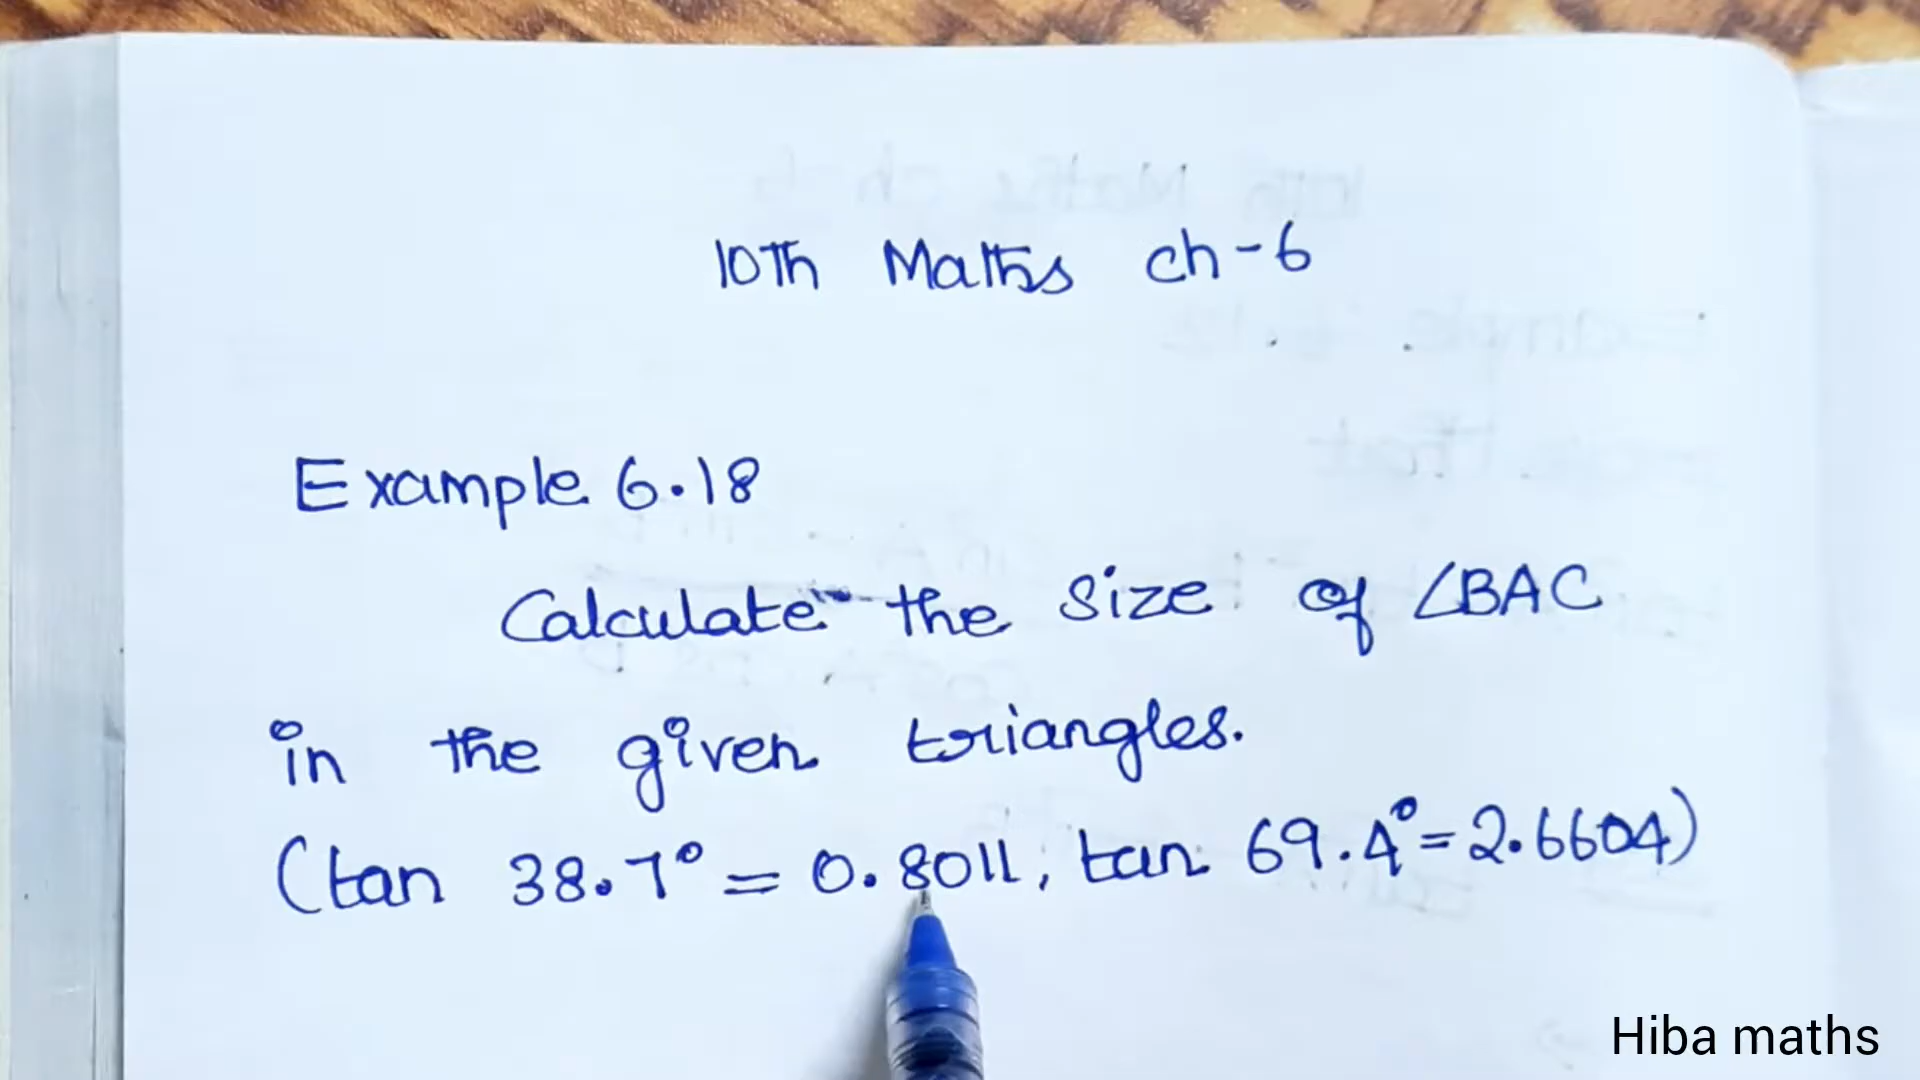 10Th Maths ch-6
Example 6.18
Calculate the size of ∠BAC
in the given triangles.
(tan 38.7° = 0.8011, tan 69.4° = 2.6604)
Hiba maths